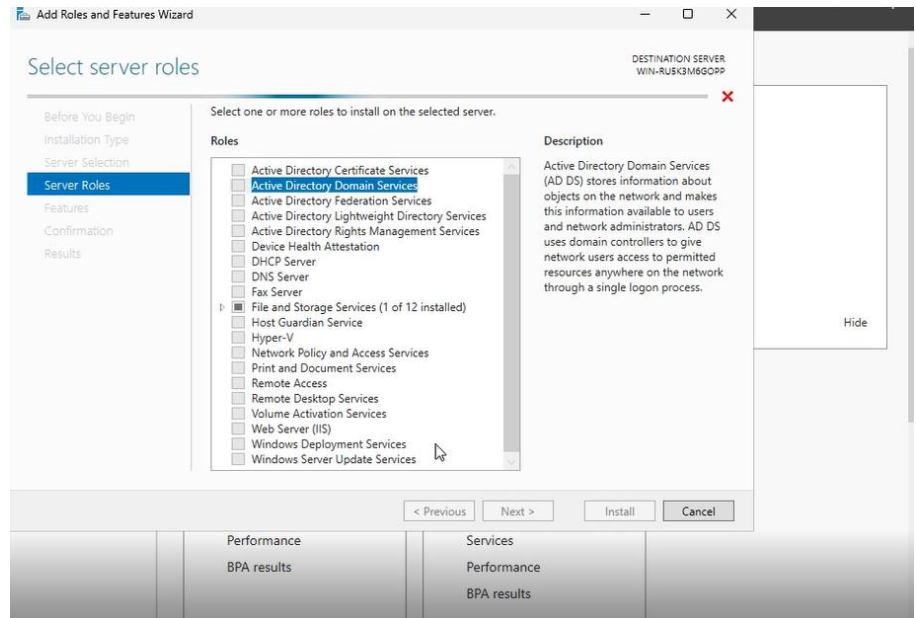 Add Roles and Features Wizard
Select server roles
DESTINATION SERVER
WIN-RU5K3M6GOPP
Before You Begin
Installation Type
Server Selection
Server Roles
Features
Confirmation
Results
Select one or more roles to install on the selected server.
Roles
Active Directory Certificate Services
Active Directory Domain Services
Active Directory Federation Services
Active Directory Lightweight Directory Services
Active Directory Rights Management Services
Device Health Attestation
DHCP Server
DNS Server
Fax Server
File and Storage Services (1 of 12 installed)
Host Guardian Service
Hyper-V
Network Policy and Access Services
Print and Document Services
Remote Access
Remote Desktop Services
Volume Activation Services
Web Server (IIS)
Windows Deployment Services
Windows Server Update Services
Description
Active Directory Domain Services
(AD DS) stores information about
objects on the network and makes
this information available to users
and network administrators. AD DS
uses domain controllers to give
network users access to permitted
resources anywhere on the network
through a single logon process.
Hide
< Previous
Next >
Install
Cancel
Performance
BPA results
Services
Performance
BPA results